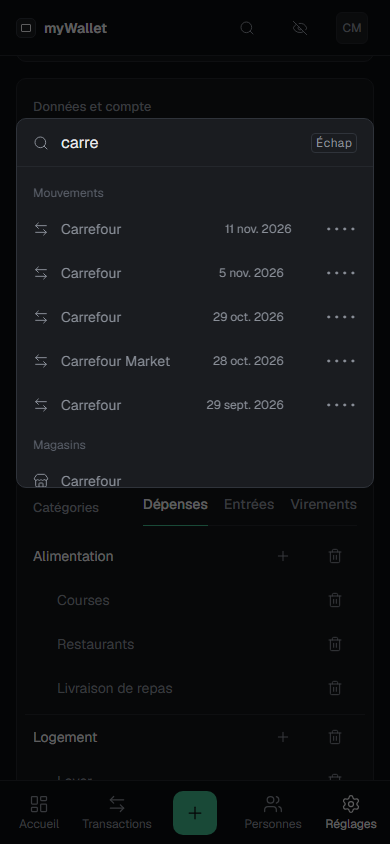 myWallet
CM
Données et compte
carre
Échap
Mouvements
Carrefour 11 nov. 2026 ••••
Carrefour 5 nov. 2026 ••••
Carrefour 29 oct. 2026 ••••
Carrefour Market 28 oct. 2026 ••••
Carrefour 29 sept. 2026 ••••
Magasins
Carrefour
Catégories Dépenses Entrées Virements
Alimentation
Courses
Restaurants
Livraison de repas
Logement
Accueil Transactions Personnes Réglages